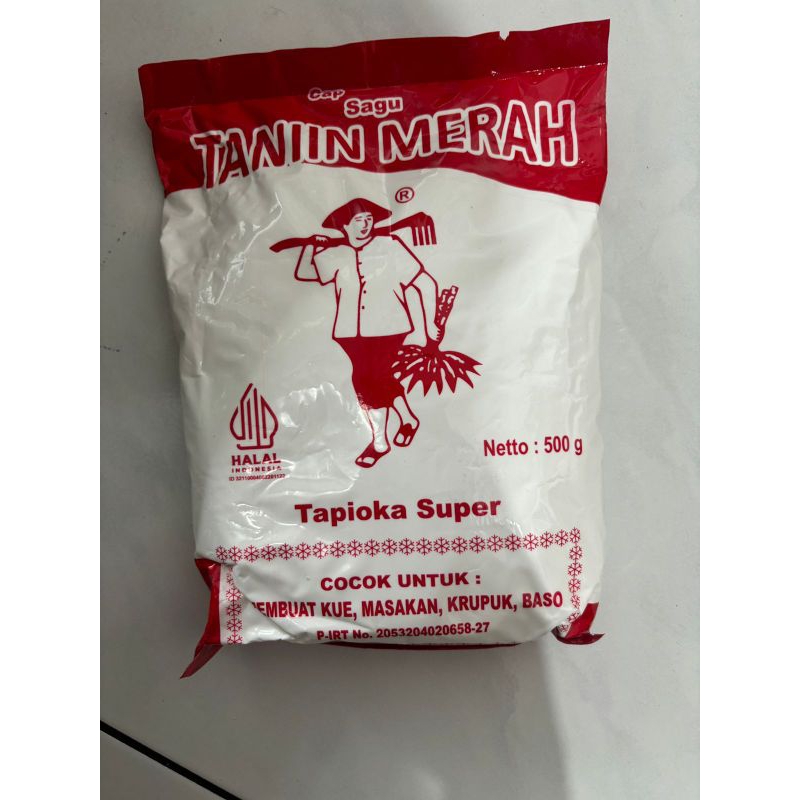 Cap
Sagu
TANIIN MERAH
®
HALAL
INDONESIA
Netto : 500 g
Tapioka Super
COCOK UNTUK :
KUE, MASAKAN, KRUPUK, BASO
P-IRT No. 2053204020658-27